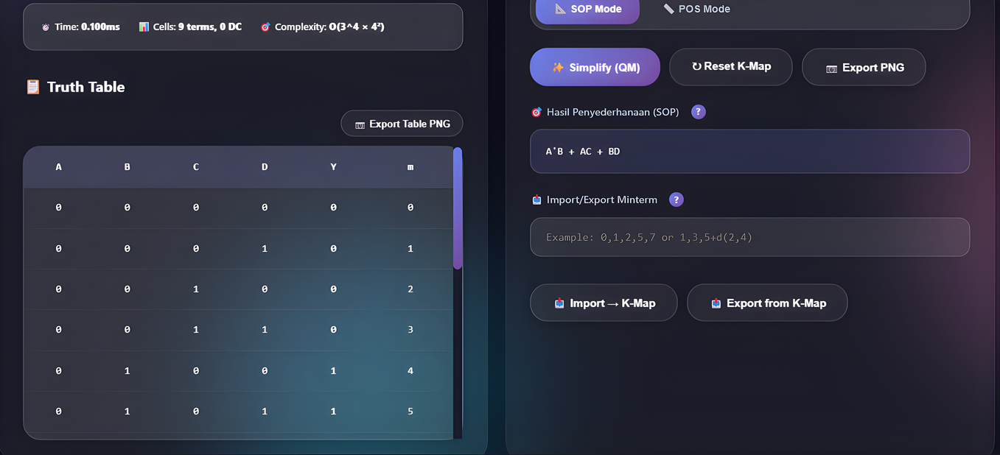 Time: 0.100ms Cells: 9 terms, 0 DC Complexity: O(3^4 × 4²)
Truth Table
Export Table PNG
A B C D Y m
0 0 0 0 0 0
0 0 0 1 0 1
0 0 1 0 0 2
0 0 1 1 0 3
0 1 0 0 1 4
0 1 0 1 1 5
SOP Mode POS Mode
Simplify (QM) ↻ Reset K-Map Export PNG
Hasil Penyederhanaan (SOP) ?
A'B + AC + BD
Import/Export Minterm ?
Example: 0,1,2,5,7 or 1,3,5+d(2,4)
Import → K-Map Export from K-Map